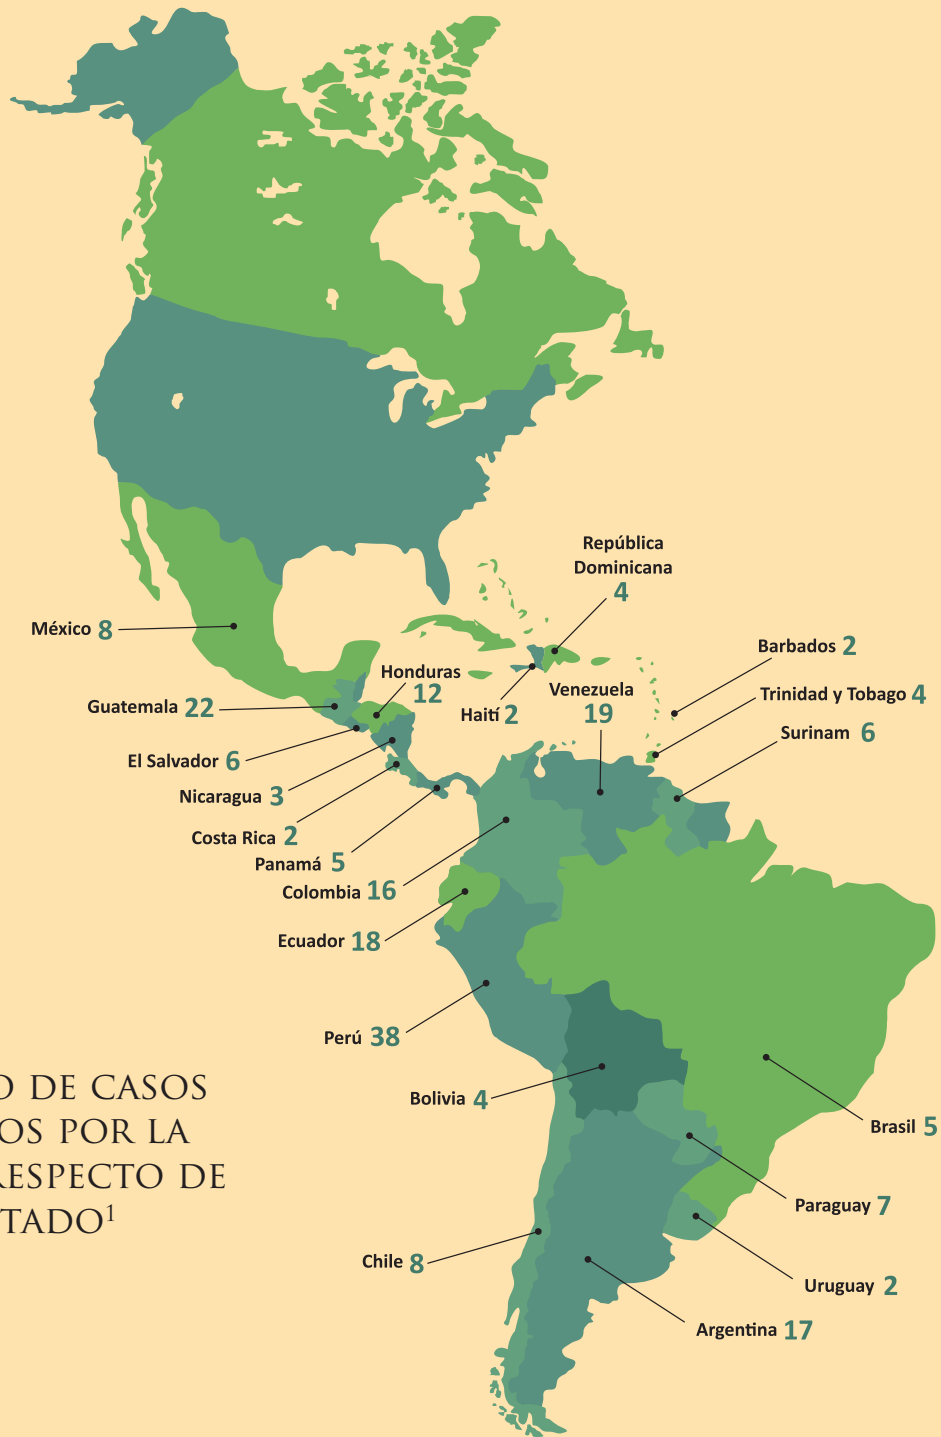 República
Dominicana
4
México 8
Barbados 2
Honduras
12
Venezuela
19
Trinidad y Tobago 4
Guatemala 22
Haití 2
Surinam 6
El Salvador 6
Nicaragua 3
Costa Rica 2
Panamá 5
Colombia 16
Ecuador 18
Perú 38
Bolivia 4
Brasil 5
Paraguay 7
Chile 8
Uruguay 2
Argentina 17
O DE CASOS
OS POR LA
RESPECTO DE
TADO¹